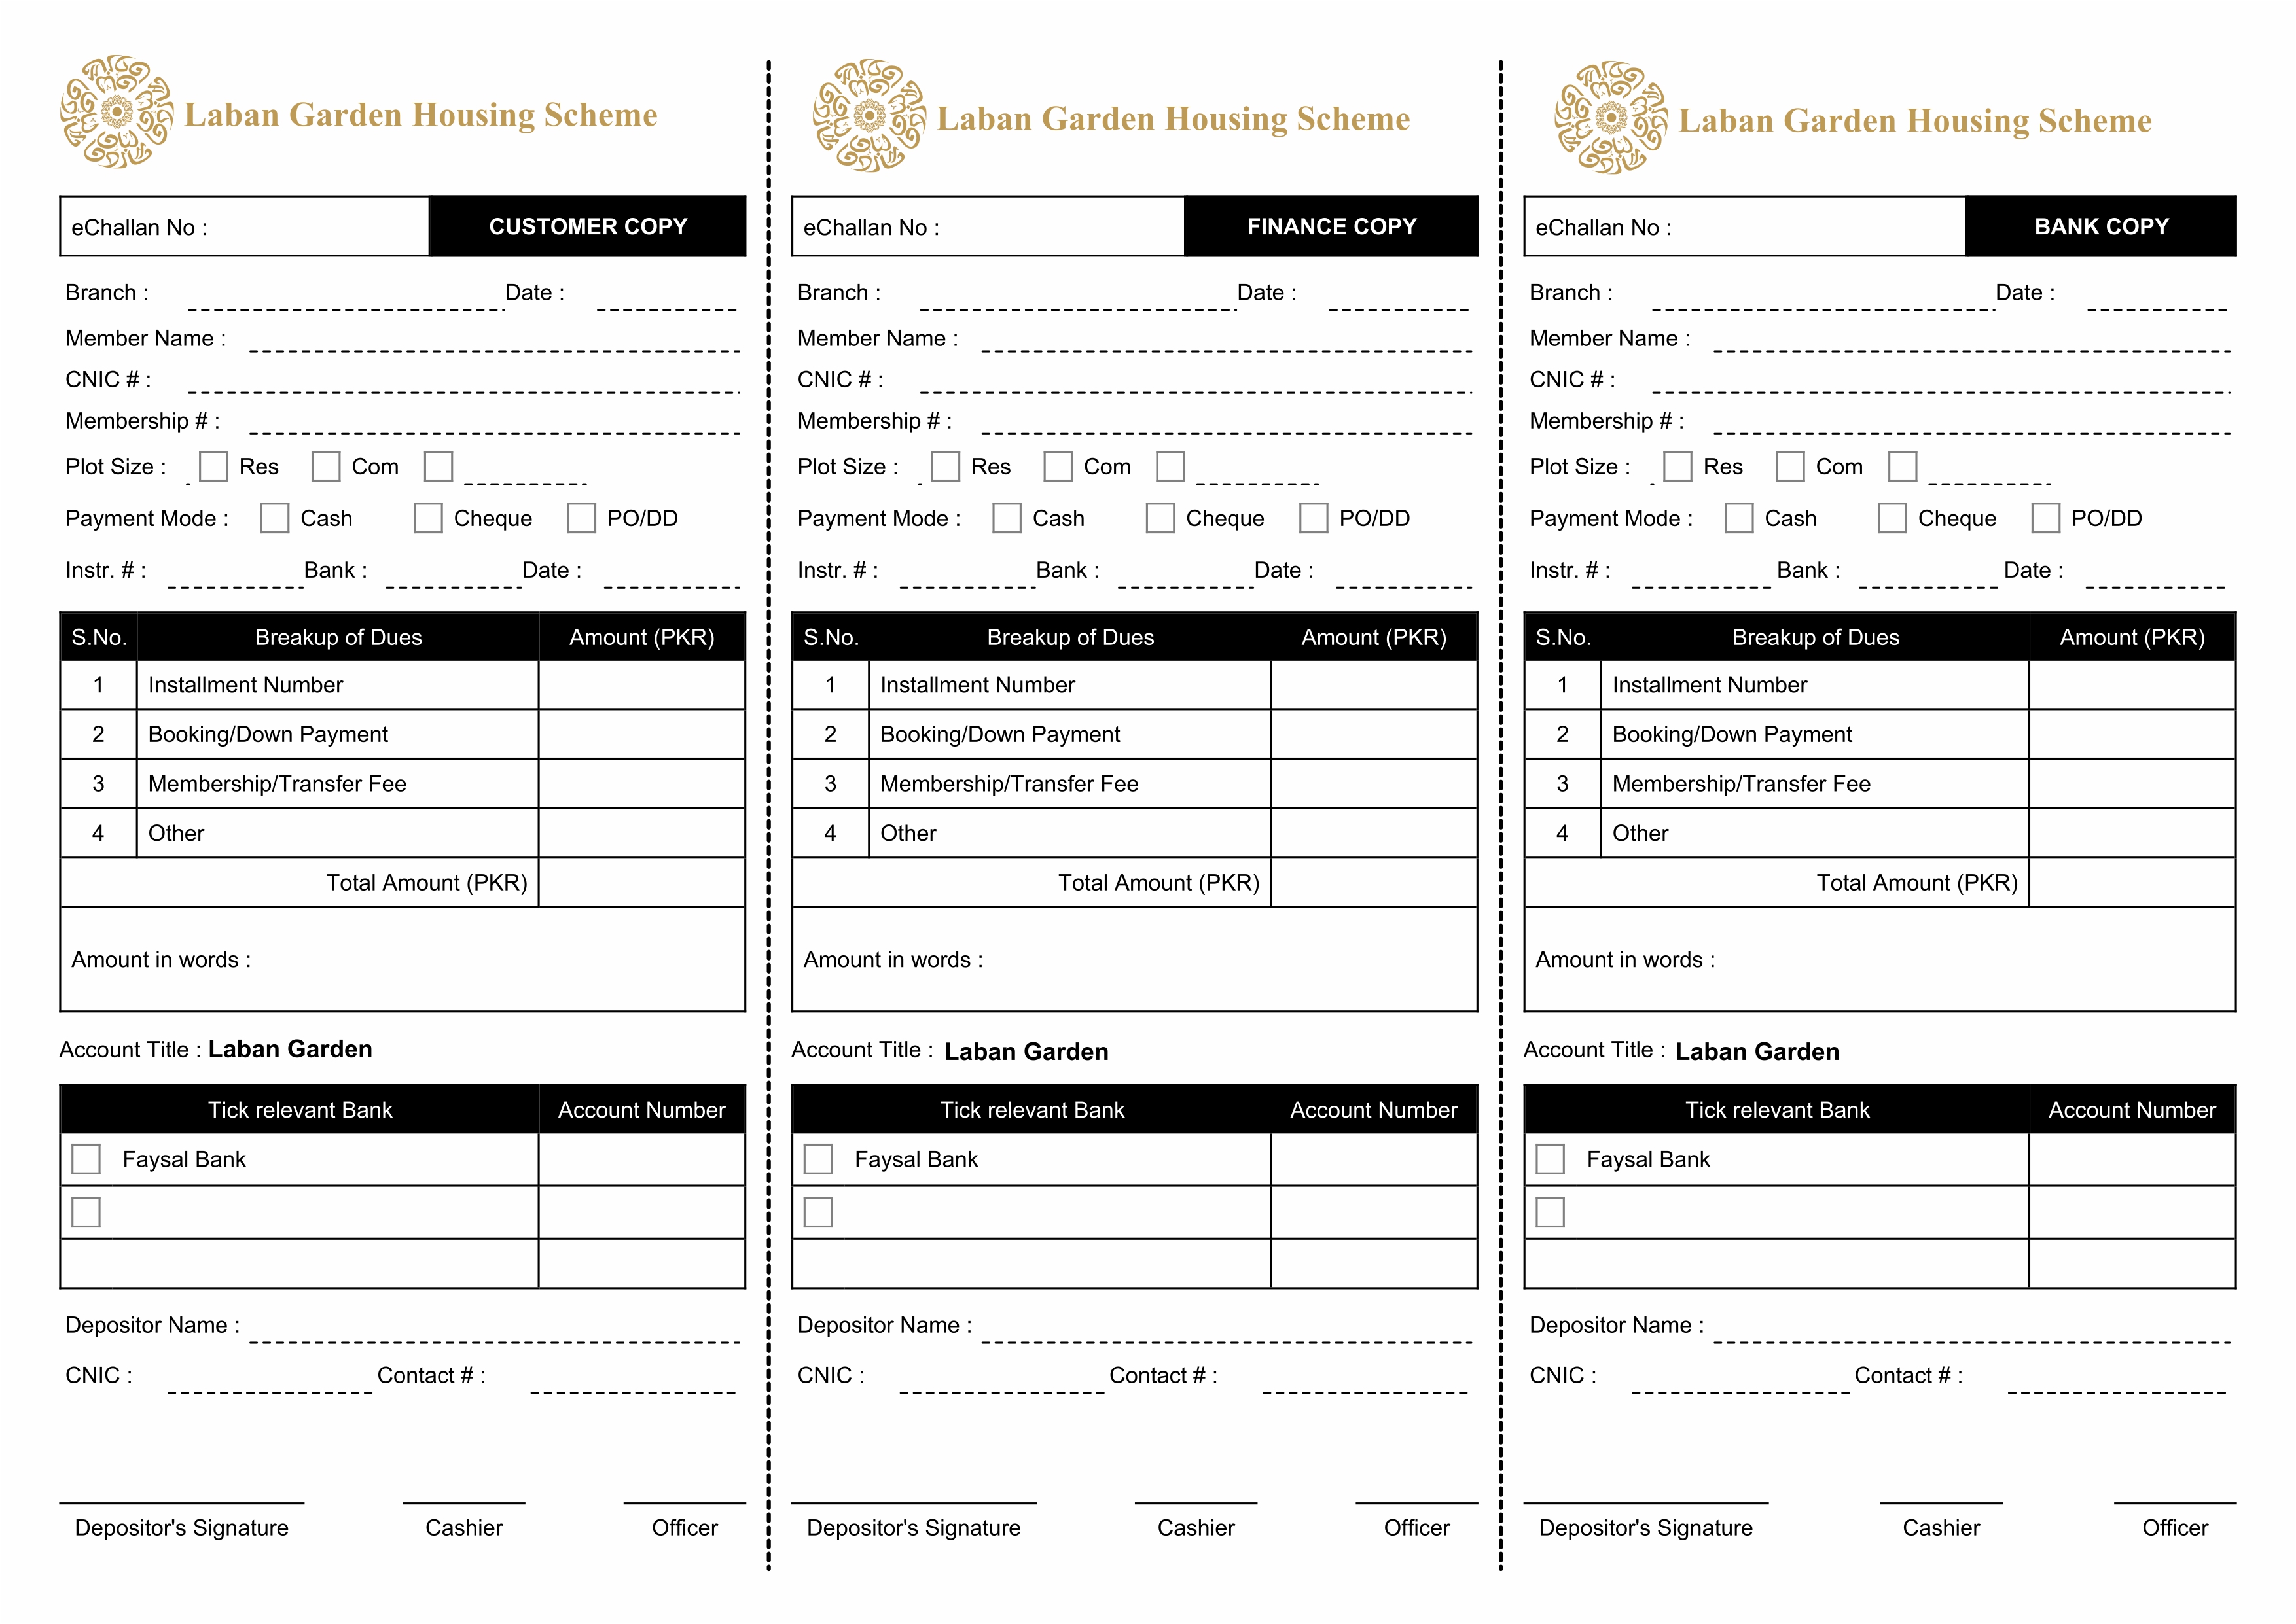 Laban Garden Housing Scheme
eChallan No :
CUSTOMER COPY
Branch : Date :
Member Name :
CNIC # :
Membership # :
Plot Size : Res Com
Payment Mode : Cash Cheque PO/DD
Instr. # : Bank : Date :
S.No. Breakup of Dues Amount (PKR)
1 Installment Number
2 Booking/Down Payment
3 Membership/Transfer Fee
4 Other
Total Amount (PKR)
Amount in words :
Account Title : Laban Garden
Tick relevant Bank Account Number
Faysal Bank
Depositor Name :
CNIC : Contact # :
Depositor's Signature Cashier Officer
Laban Garden Housing Scheme
eChallan No :
FINANCE COPY
Branch : Date :
Member Name :
CNIC # :
Membership # :
Plot Size : Res Com
Payment Mode : Cash Cheque PO/DD
Instr. # : Bank : Date :
S.No. Breakup of Dues Amount (PKR)
1 Installment Number
2 Booking/Down Payment
3 Membership/Transfer Fee
4 Other
Total Amount (PKR)
Amount in words :
Account Title : Laban Garden
Tick relevant Bank Account Number
Faysal Bank
Depositor Name :
CNIC : Contact # :
Depositor's Signature Cashier Officer
Laban Garden Housing Scheme
eChallan No :
BANK COPY
Branch : Date :
Member Name :
CNIC # :
Membership # :
Plot Size : Res Com
Payment Mode : Cash Cheque PO/DD
Instr. # : Bank : Date :
S.No. Breakup of Dues Amount (PKR)
1 Installment Number
2 Booking/Down Payment
3 Membership/Transfer Fee
4 Other
Total Amount (PKR)
Amount in words :
Account Title : Laban Garden
Tick relevant Bank Account Number
Faysal Bank
Depositor Name :
CNIC : Contact # :
Depositor's Signature Cashier Officer